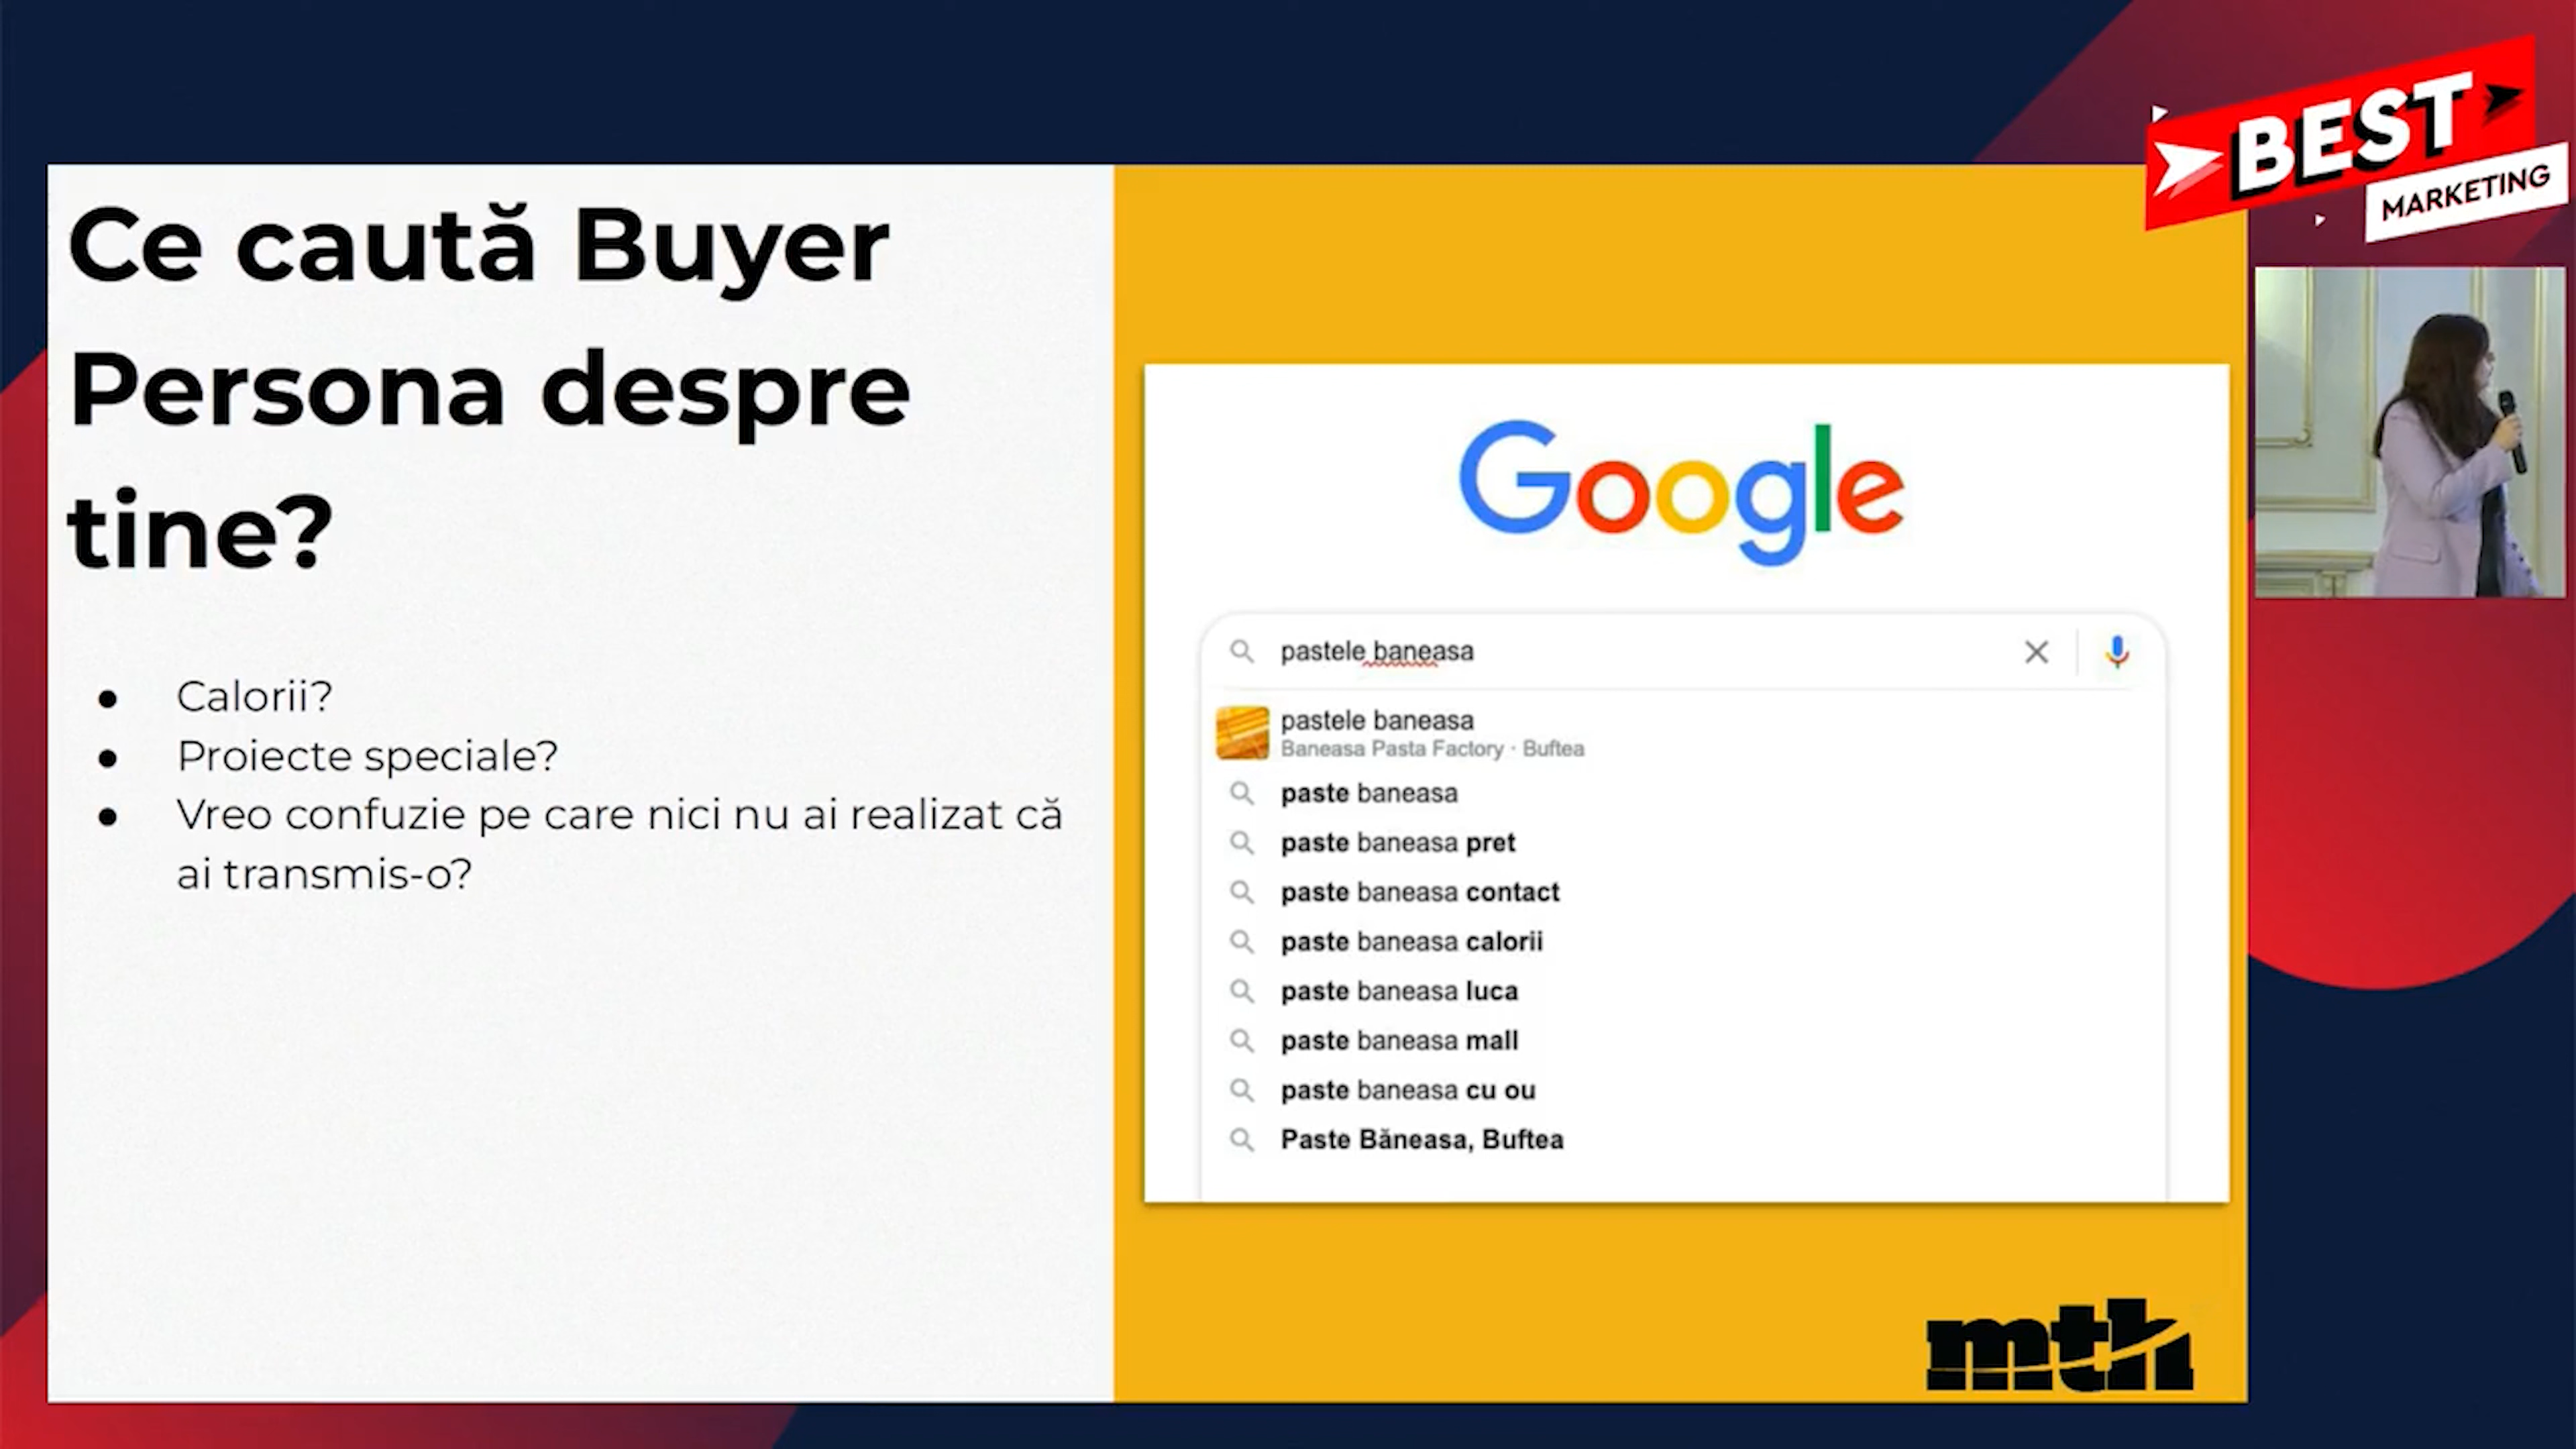 Ce caută Buyer
Persona despre
tine?
Calorii?
Proiecte speciale?
Vreo confuzie pe care nici nu ai realizat că
ai transmis-o?
BEST
MARKETING
Google
pastele baneasa
pastele baneasa
Baneasa Pasta Factory · Buftea
paste baneasa
paste baneasa pret
paste baneasa contact
paste baneasa calorii
paste baneasa luca
paste baneasa mall
paste baneasa cu ou
Paste Băneasa, Buftea
mth